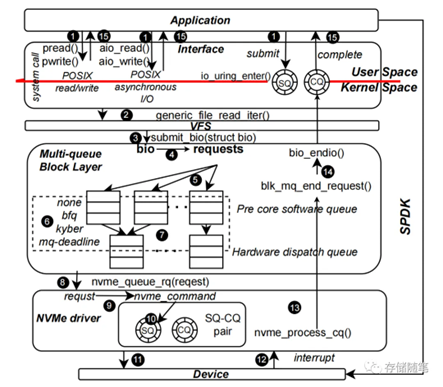 Application
1 15 1 15 1 15
Interface
pread() aio_read() submit complete
pwrite() aio_write()
system call
POSIX read/write
POSIX asynchronous I/O
io_uring_enter() SQ CQ User Space
Kernel Space
2 generic_file_read_iter()
VFS
3 submit_bio(struct bio)
Multi-queue Block Layer
bio requests
4
bio_endio()
14
blk_mq_end_request()
5
none
bfq
kyber
mq-deadline
6
7
Pre core software queue
Hardware dispatch queue
SPDK
8 nvme_queue_rq(reqest)
requst nvme_command
9
10
NVMe driver
SQ CQ
SQ-CQ pair
13
nvme_process_cq()
11 12 interrupt
Device
存储随笔